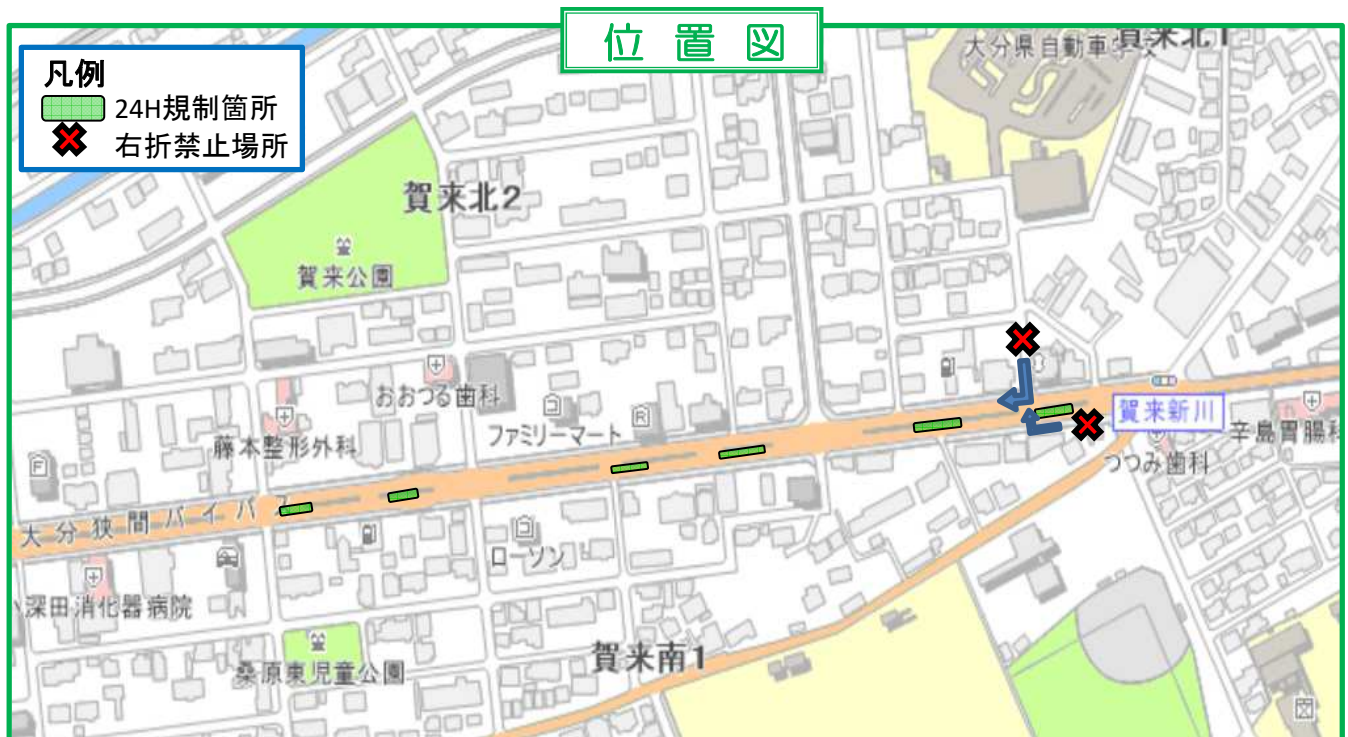 位置図
凡例
24H規制箇所
右折禁止場所
大分県自動車学校
賀来北1
賀来北2
賀来公園
おおつる歯科
藤本整形外科
ファミリーマート
賀来新川
辛島胃腸科
つつみ歯科
大分狭間バイパス
ローソン
小深田消化器病院
賀来南1
桑原東児童公園